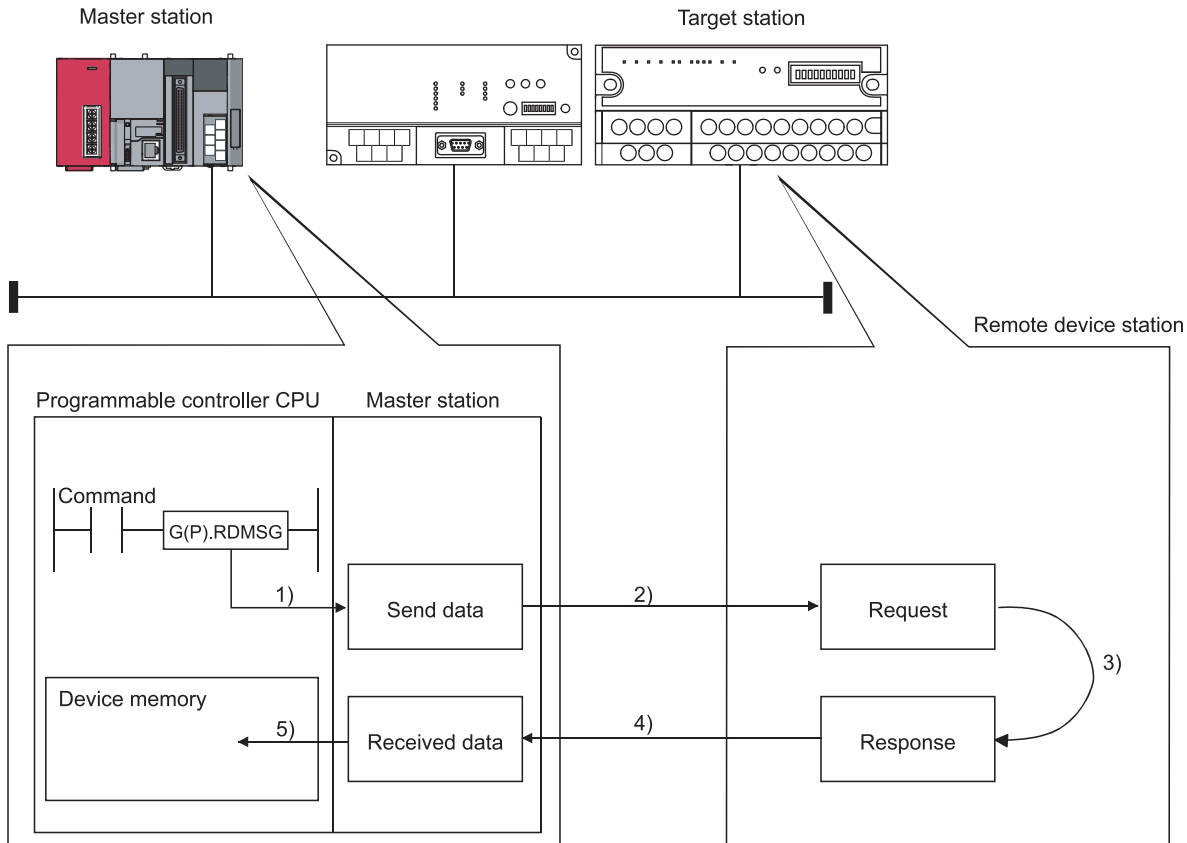 Master station
Target station
Remote device station
Programmable controller CPU
Master station
Command
G(P).RDMSG
1)
Send data
2)
Request
3)
Device memory
5)
Received data
4)
Response